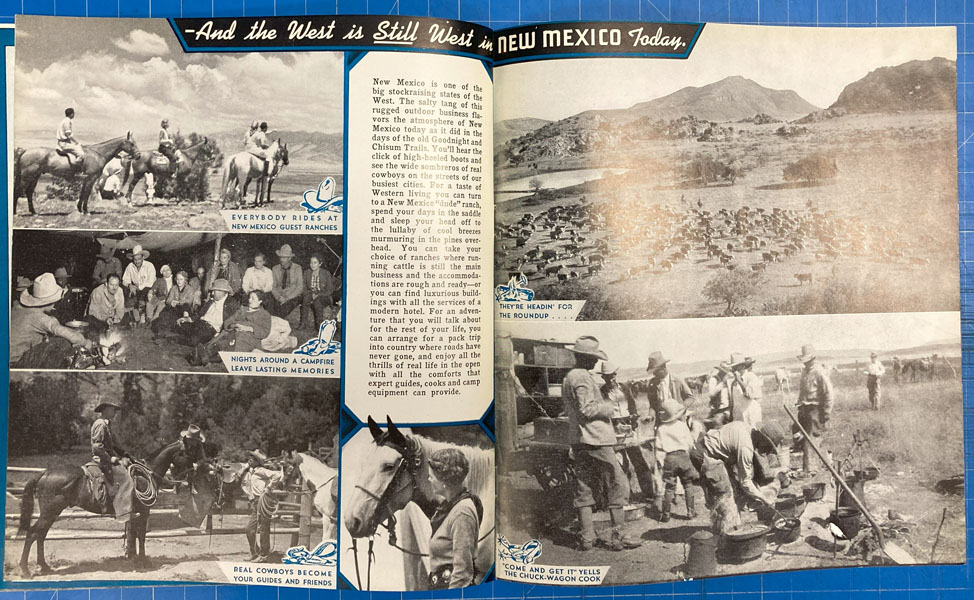 —And the West is Still West in NEW MEXICO Today.
EVERYBODY RIDES AT
NEW MEXICO GUEST RANCHES
NIGHTS AROUND A CAMPFIRE
LEAVE LASTING MEMORIES
REAL COWBOYS BECOME
YOUR GUIDES AND FRIENDS
New Mexico is one of the
big stockraising states of the
West. The salty tang of this
rugged outdoor business fla-
vors the atmosphere of New
Mexico today as it did in the
days of the old Goodnight and
Chisum Trails. You'll hear the
click of high-heeled boots and
see the wide sombreros of real
cowboys on the streets of our
busiest cities. For a taste of
Western living you can turn
to a New Mexico "dude" ranch,
spend your days in the saddle
and sleep your head off to
the lullaby of cool breezes
murmuring in the pines over-
head. You can take your
choice of ranches where run-
ning cattle is still the main
business and the accommoda-
tions are rough and ready—or
you can find luxurious build-
ings with all the services of a
modern hotel. For an adven-
ture that you will talk about
for the rest of your life, you
can arrange for a pack trip
into country where roads have
never gone, and enjoy all the
thrills of real life in the open
with all the comforts that
expert guides, cooks and camp
equipment can provide.
THEY'RE HEADIN' FOR
THE ROUNDUP . . . .
"COME AND GET IT" YELLS
THE CHUCK-WAGON COOK